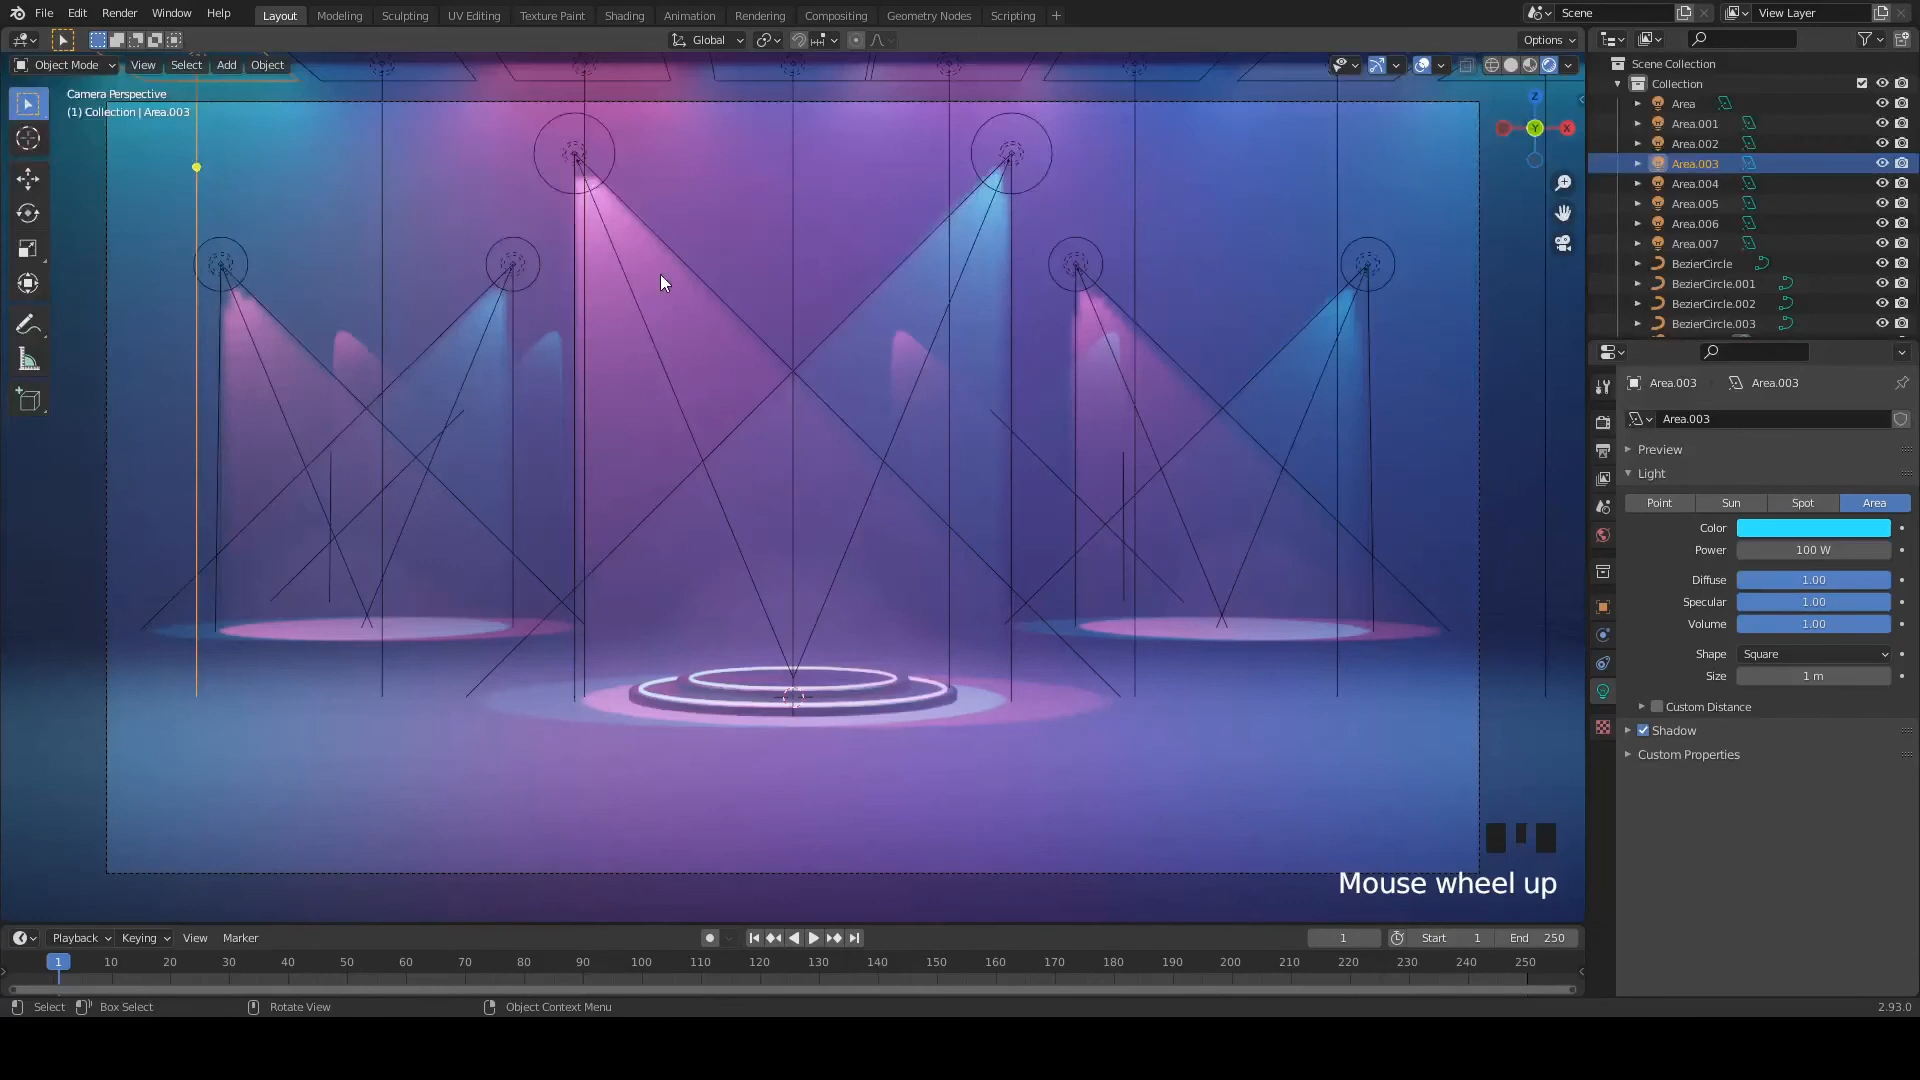 File Edit Render Window Help Layout Modeling Sculpting UV Editing Texture Paint Shading Animation Rendering Compositing Geometry Nodes Scripting + Scene View Layer
Global Options
Object Mode View Select Add Object
Camera Perspective
(1) Collection | Area.003
Z
Y
X
Scene Collection
Collection
Area
Area.001
Area.002
Area.003
Area.004
Area.005
Area.006
Area.007
BezierCircle
BezierCircle.001
BezierCircle.002
BezierCircle.003
Area.003 Area.003
Area.003
Preview
Light
Point Sun Spot Area
Color
Power 100 W
Diffuse 1.00
Specular 1.00
Volume 1.00
Shape Square
Size 1 m
Custom Distance
Shadow
Custom Properties
Mouse wheel up
Playback Keying View Marker 1 Start 1 End 250
1 10 20 30 40 50 60 70 80 90 100 110 120 130 140 150 160 170 180 190 200 210 220 230 240 250
Select Box Select Rotate View Object Context Menu 2.93.0